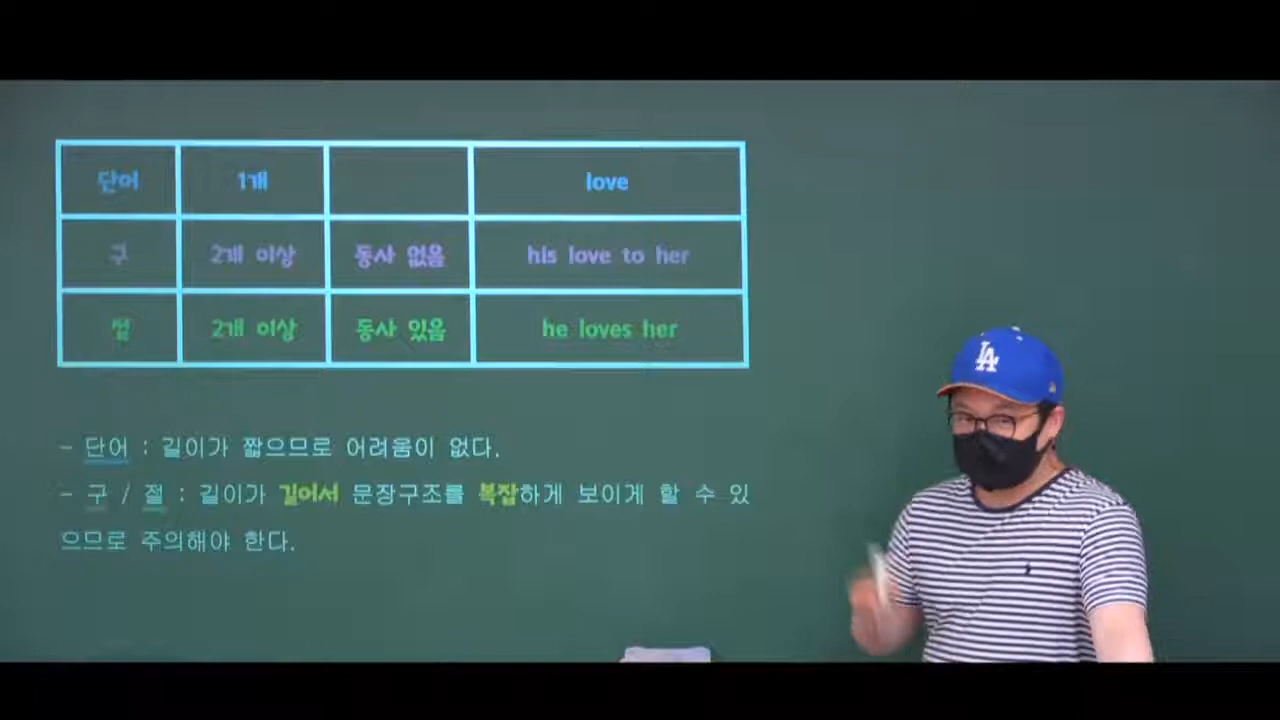 단어 1개 love
구 2개 이상 동사 없음 his love to her
절 2개 이상 동사 있음 he loves her
- 단어 : 길이가 짧으므로 어려움이 없다.
- 구 / 절 : 길이가 길어서 문장구조를 복잡하게 보이게 할 수 있
으므로 주의해야 한다.
LA